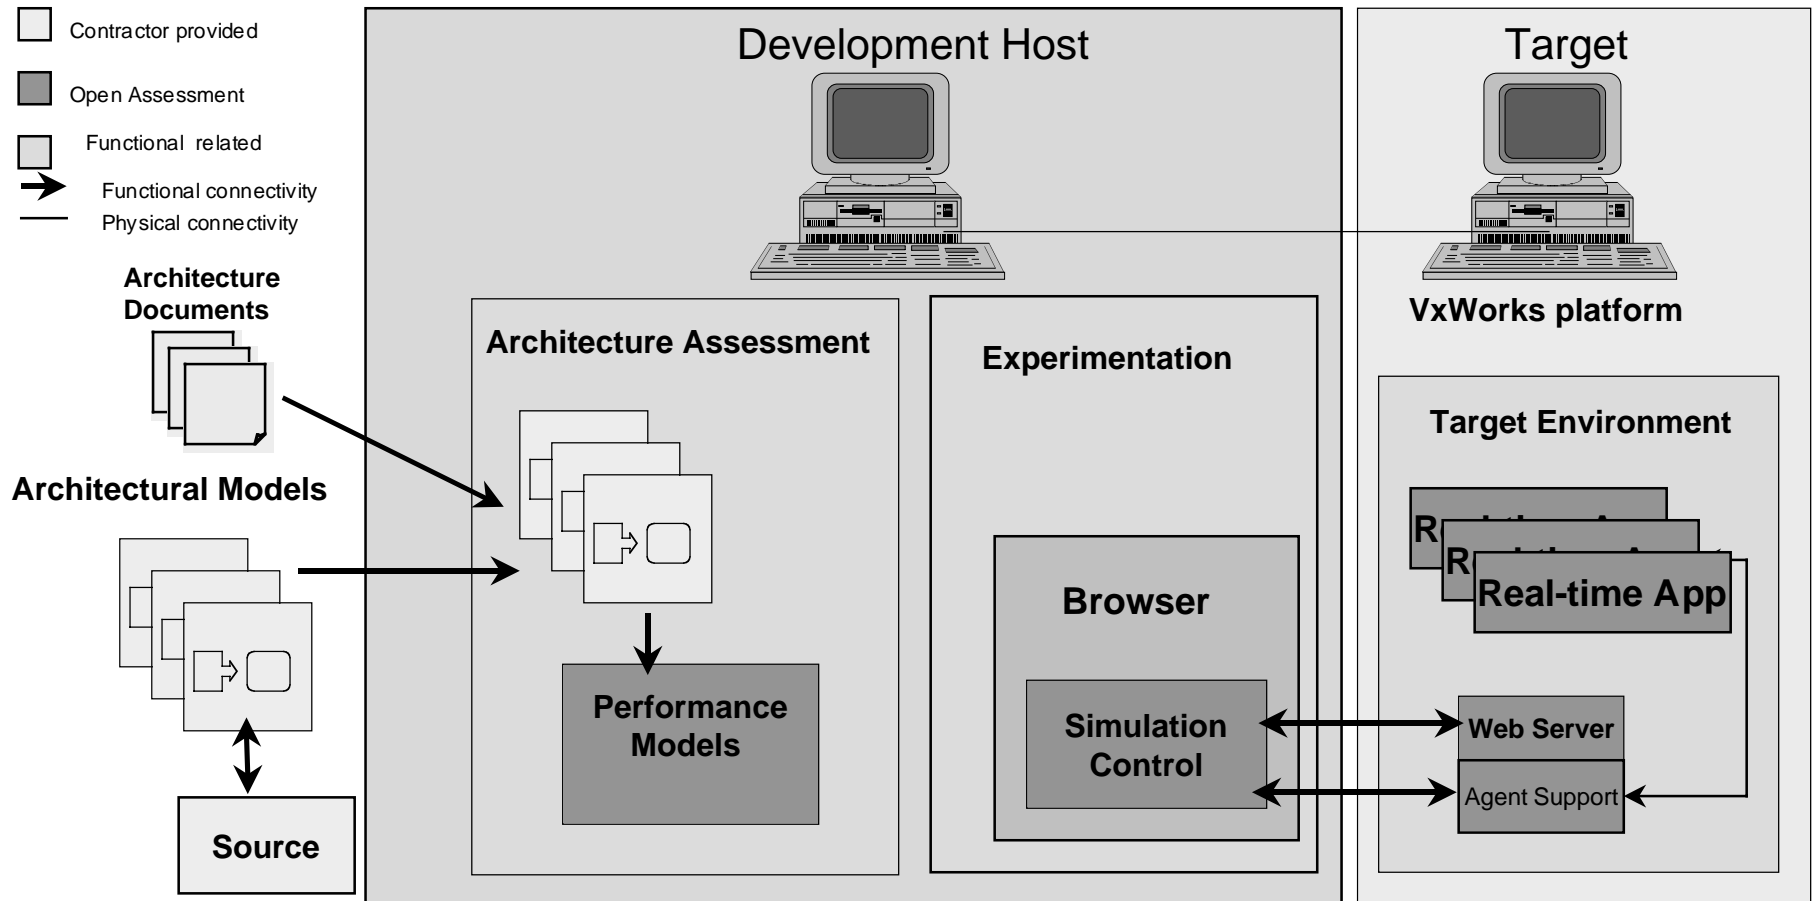 Contractor provided
Open Assessment
Functional related
Functional connectivity
Physical connectivity
Architecture
Documents
Architectural Models
Source
Development Host
Architecture Assessment
Performance
Models
Experimentation
Browser
Simulation
Control
Target
VxWorks platform
Target Environment
Real-time App
Web Server
Agent Support